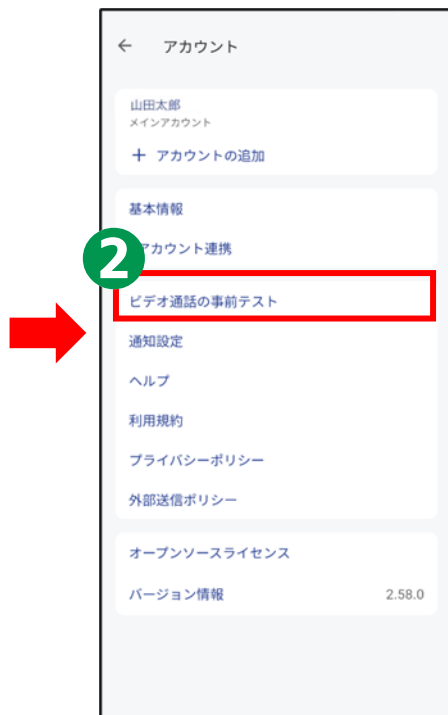 ← アカウント
山田太郎
メインアカウント
+ アカウントの追加
基本情報
アカウント連携
2
ビデオ通話の事前テスト
通知設定
ヘルプ
利用規約
プライバシーポリシー
外部送信ポリシー
オープンソースライセンス
バージョン情報 2.58.0